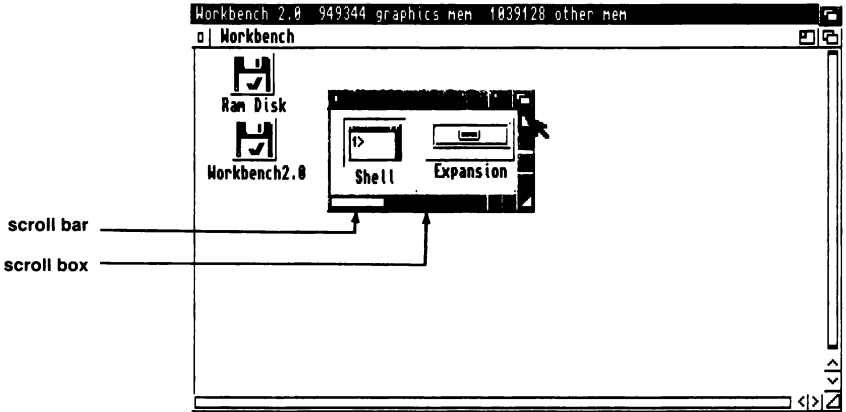 Workbench 2.0 949344 graphics mem 1039128 other mem
Workbench
Ram Disk
1>
Workbench2.0
Shell
Expansion
scroll bar
scroll box